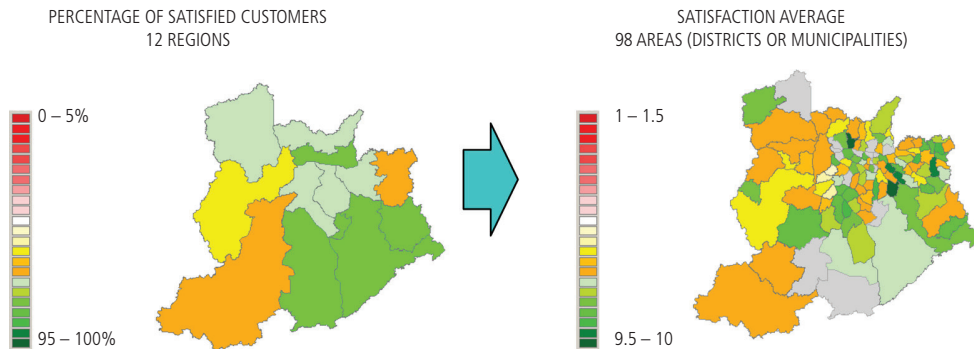 PERCENTAGE OF SATISFIED CUSTOMERS
12 REGIONS
0 – 5%
95 – 100%
SATISFACTION AVERAGE
98 AREAS (DISTRICTS OR MUNICIPALITIES)
1 – 1.5
9.5 – 10